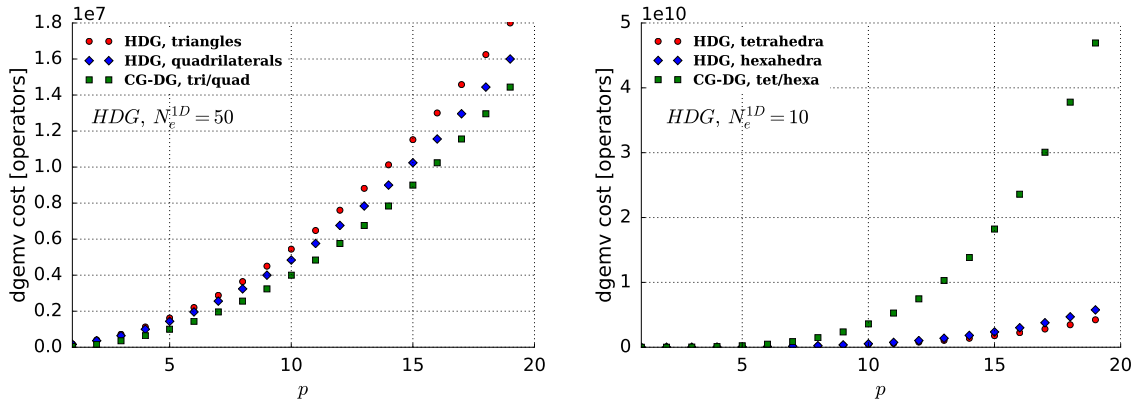 1e7
1.8
1.6
1.4
1.2
1.0
0.8
0.6
0.4
0.2
0.0
dgemv cost [operators]
HDG, triangles
HDG, quadrilaterals
CG-DG, tri/quad
HDG, N_e^{1D} = 50
5
10
15
20
p
1e10
5
4
3
2
1
0
dgemv cost [operators]
HDG, tetrahedra
HDG, hexahedra
CG-DG, tet/hexa
HDG, N_e^{1D} = 10
5
10
15
20
p